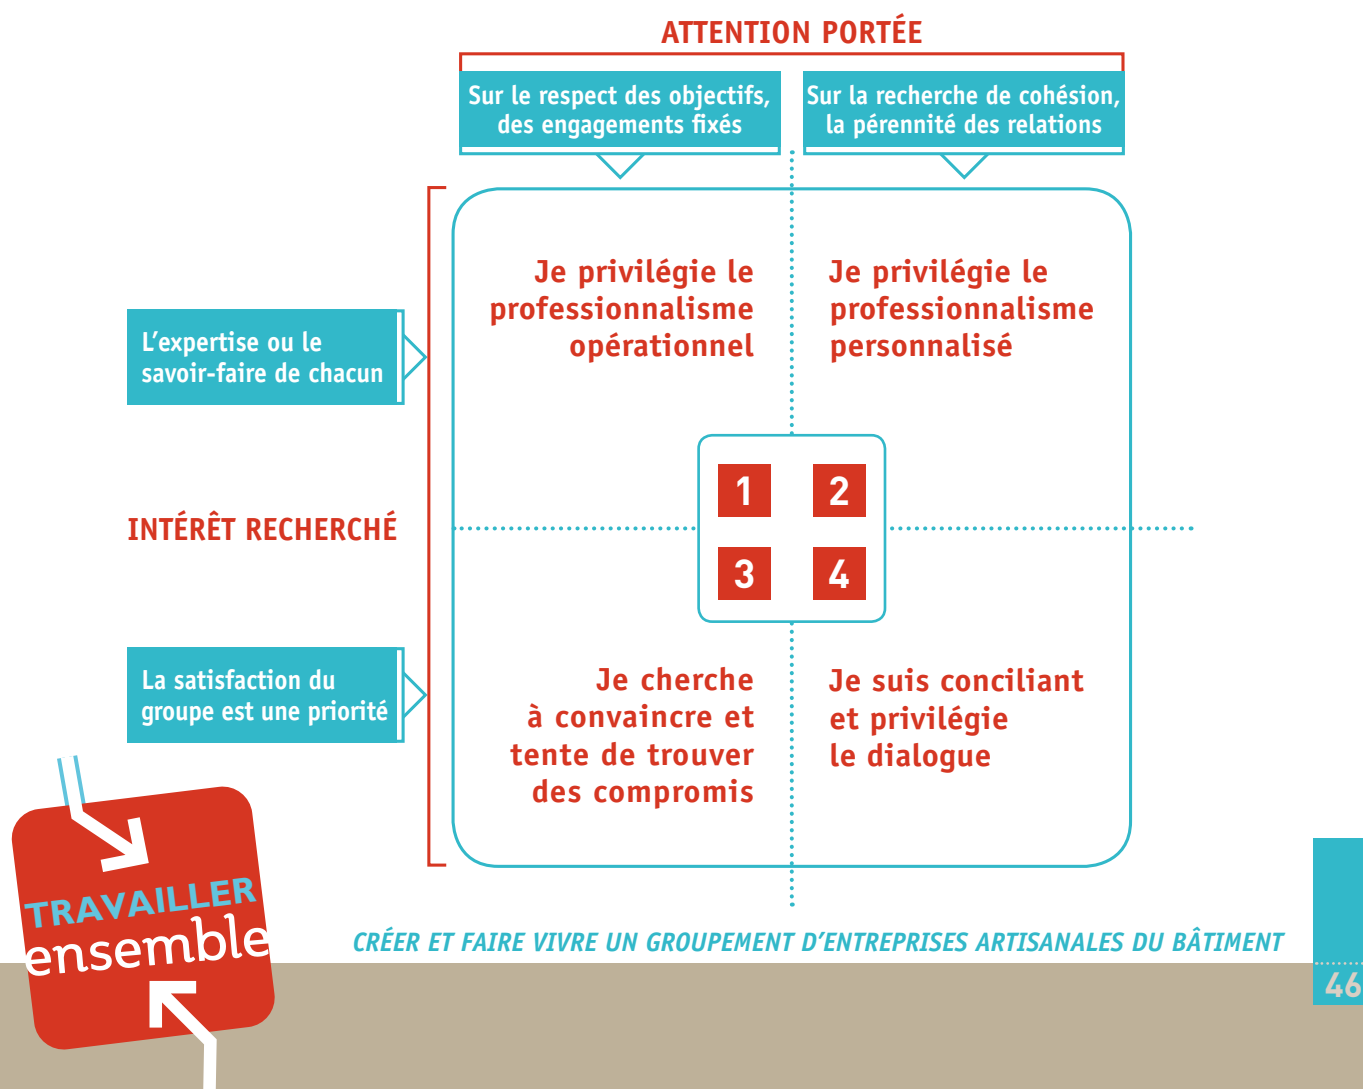 ATTENTION PORTÉE
Sur le respect des objectifs,
des engagements fixés
Sur la recherche de cohésion,
la pérennité des relations
Je privilégie le
professionnalisme
opérationnel
Je privilégie le
professionnalisme
personnalisé
L’expertise ou le
savoir-faire de chacun
1
2
INTÉRÊT RECHERCHÉ
3
4
La satisfaction du
groupe est une priorité
Je cherche
à convaincre et
tente de trouver
des compromis
Je suis conciliant
et privilégie
le dialogue
TRAVAILLER
ensemble
CRÉER ET FAIRE VIVRE UN GROUPEMENT D’ENTREPRISES ARTISANALES DU BÂTIMENT
46